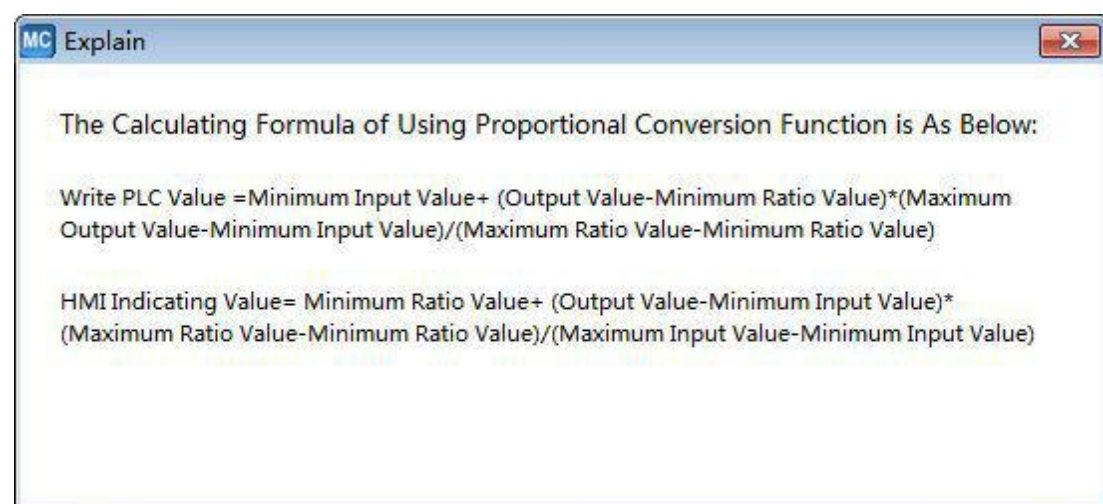 MC Explain
The Calculating Formula of Using Proportional Conversion Function is As Below:
Write PLC Value =Minimum Input Value+ (Output Value-Minimum Ratio Value)*(Maximum
Output Value-Minimum Input Value)/(Maximum Ratio Value-Minimum Ratio Value)
HMI Indicating Value= Minimum Ratio Value+ (Output Value-Minimum Input Value)*
(Maximum Ratio Value-Minimum Ratio Value)/(Maximum Input Value-Minimum Input Value)